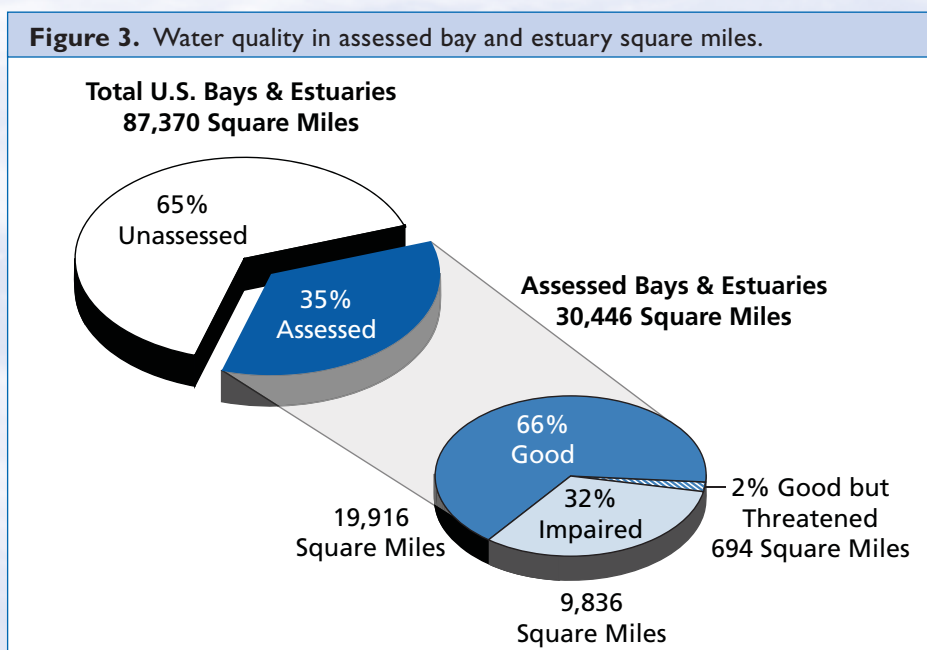 Figure 3. Water quality in assessed bay and estuary square miles.
Total U.S. Bays & Estuaries
87,370 Square Miles
65%
Unassessed
35%
Assessed
Assessed Bays & Estuaries
30,446 Square Miles
66%
Good
32%
Impaired
2% Good but
Threatened
694 Square Miles
19,916
Square Miles
9,836
Square Miles